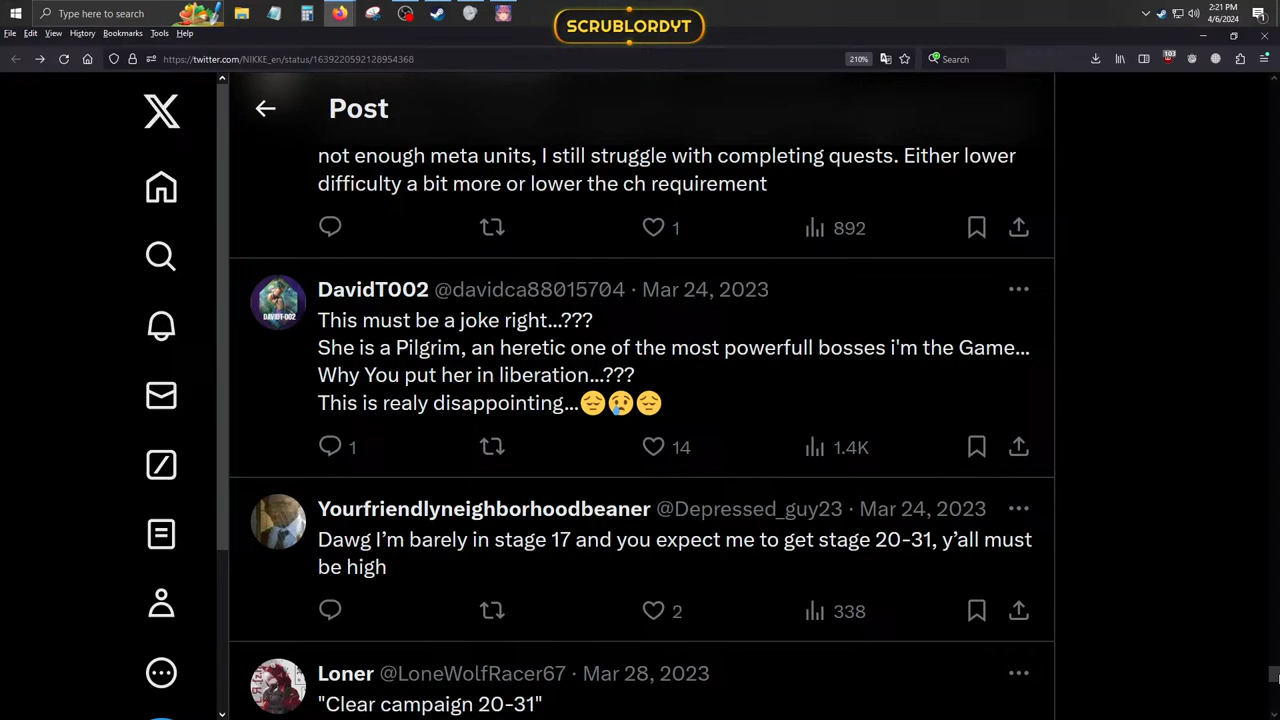 Type here to search
SCRUBLORDYT
2:21 PM
4/6/2024
File Edit View History Bookmarks Tools Help
https://twitter.com/NIKKE_en/status/1639220592128954368
210%
Search
103
Post
not enough meta units, I still struggle with completing quests. Either lower
difficulty a bit more or lower the ch requirement
1 892
DavidT002 @davidca88015704 · Mar 24, 2023
This must be a joke right...???
She is a Pilgrim, an heretic one of the most powerfull bosses i'm the Game...
Why You put her in liberation...???
This is realy disappointing...😔😢😔
DAVIDT-002
1 14 1.4K
Yourfriendlyneighborhoodbeaner @Depressed_guy23 · Mar 24, 2023
Dawg I’m barely in stage 17 and you expect me to get stage 20-31, y’all must
be high
2 338
Loner @LoneWolfRacer67 · Mar 28, 2023
"Clear campaign 20-31"